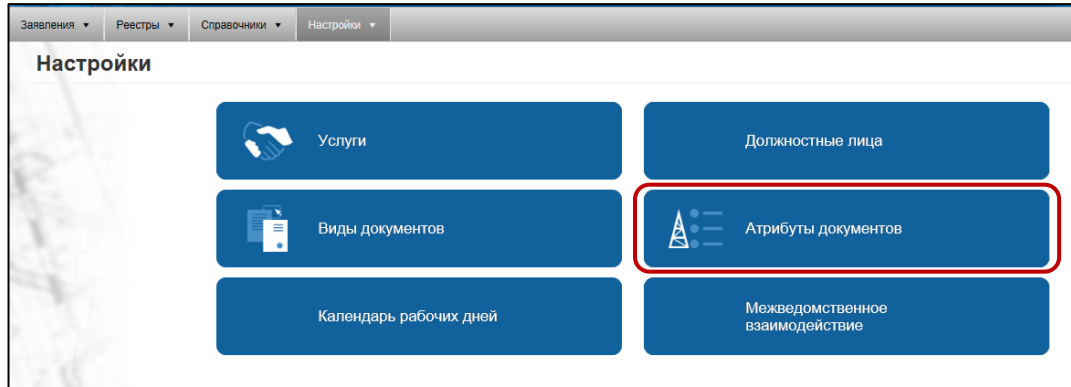 Заявления ▼ Реестры ▼ Справочники ▼ Настройки ▼
Настройки
Услуги
Должностные лица
Виды документов
Атрибуты документов
Календарь рабочих дней
Межведомственное
взаимодействие